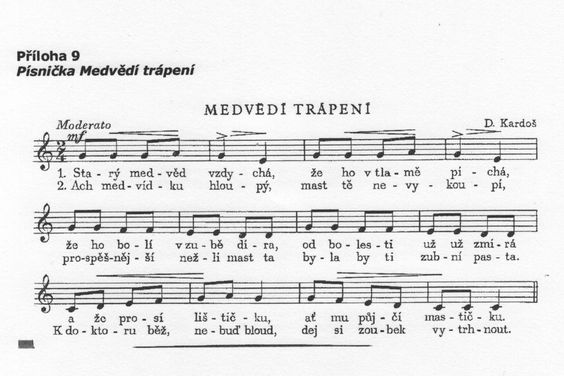 Příloha 9
Písnička Medvědí trápení
MEDVĚDÍ TRÁPENÍ
Moderato
D. Kardoš
mf
1. Sta - rý med - věd vzdy - chá, že ho v tla - mě pí - chá,
2. Ach med - víd - ku hlou - pý, mast tě ne - vy - kou - pí,
že ho bo - lí v zu - bě dí - ra, od bo - les - ti už už zmí - rá
pro - spěš - něj - ší než - li mast ta by - la by ti zub - ní pas - ta.
a že pro - sí liš - tič - ku, ať mu půj - čí mas - tič - ku.
K dok - to - ru běž, ne - buď bloud, dej si zou - bek vy - trh - nout.